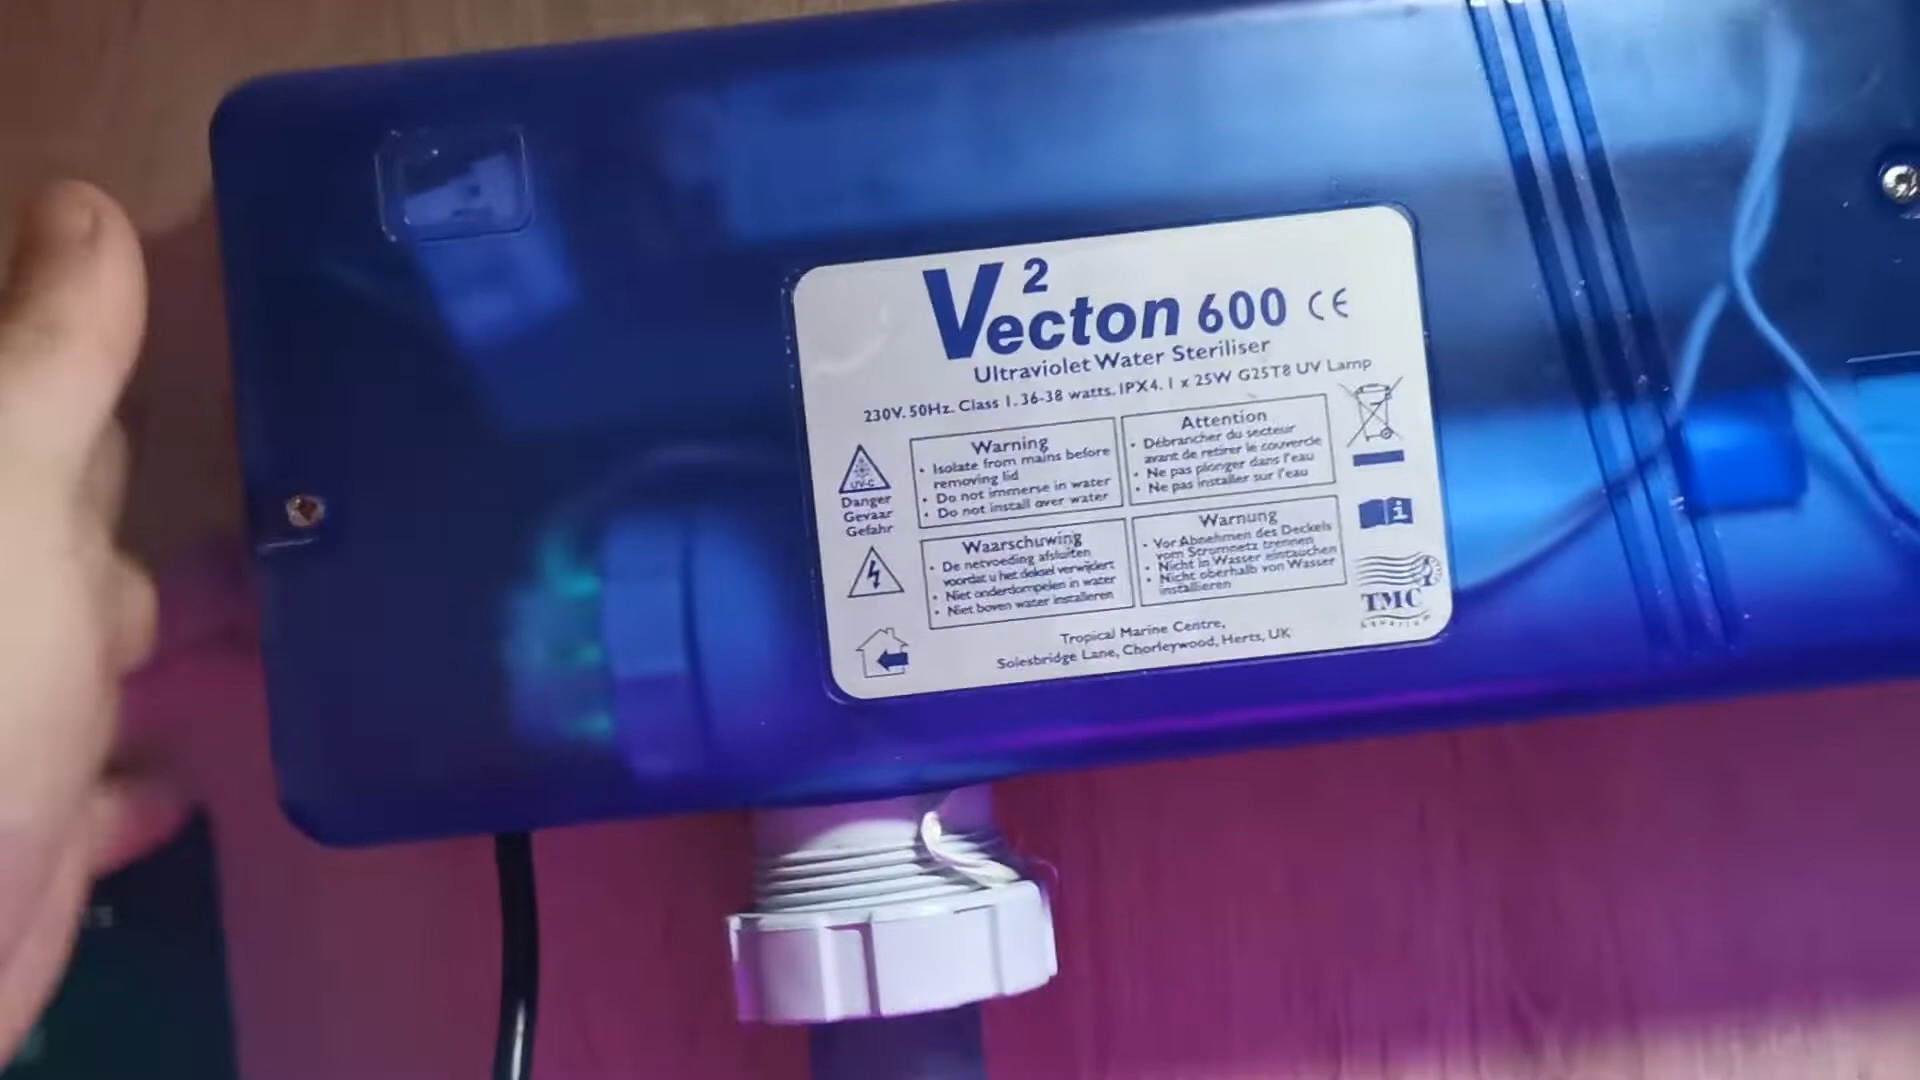 V² Vecton 600 CE
Ultraviolet Water Steriliser
230V. 50Hz. Class 1. 36-38 watts. IPX4. 1 x 25W G25T8 UV Lamp
UV-C
Danger
Gevaar
Gefahr
Warning
• Isolate from mains before
removing lid
• Do not immerse in water
• Do not install over water
Attention
• Débrancher du secteur
avant de retirer le couvercle
• Ne pas plonger dans l'eau
• Ne pas installer sur l'eau
Waarschuwing
• De netvoeding afsluiten
voordat u het deksel verwijdert
• Niet onderdompelen in water
• Niet boven water installeren
Warnung
• Vor Abnehmen des Deckels
vom Stromnetz trennen
• Nicht in Wasser eintauchen
• Nicht oberhalb von Wasser
installieren
i
TMC
Aquarium
Tropical Marine Centre,
Solesbridge Lane, Chorleywood, Herts, UK